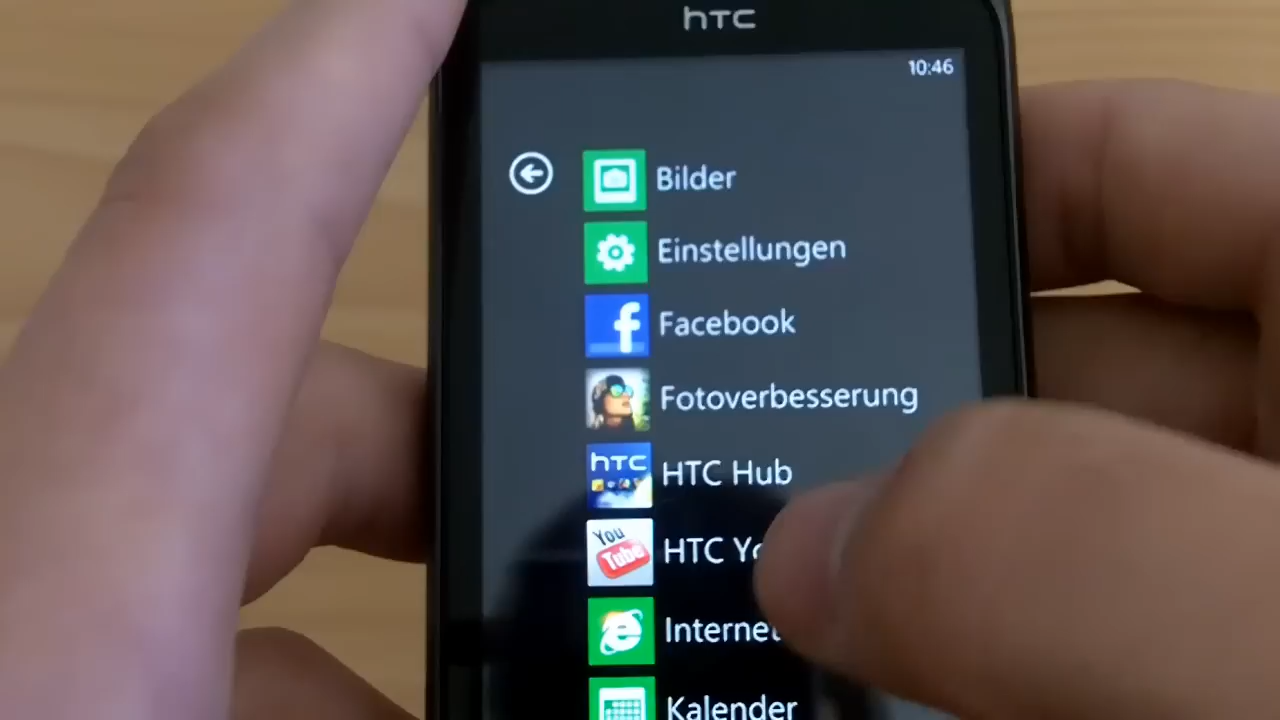 hTC
10:46
Bilder
Einstellungen
Facebook
Fotoverbesserung
hTC
HTC Hub
You
Tube
HTC
Internet
Kalender